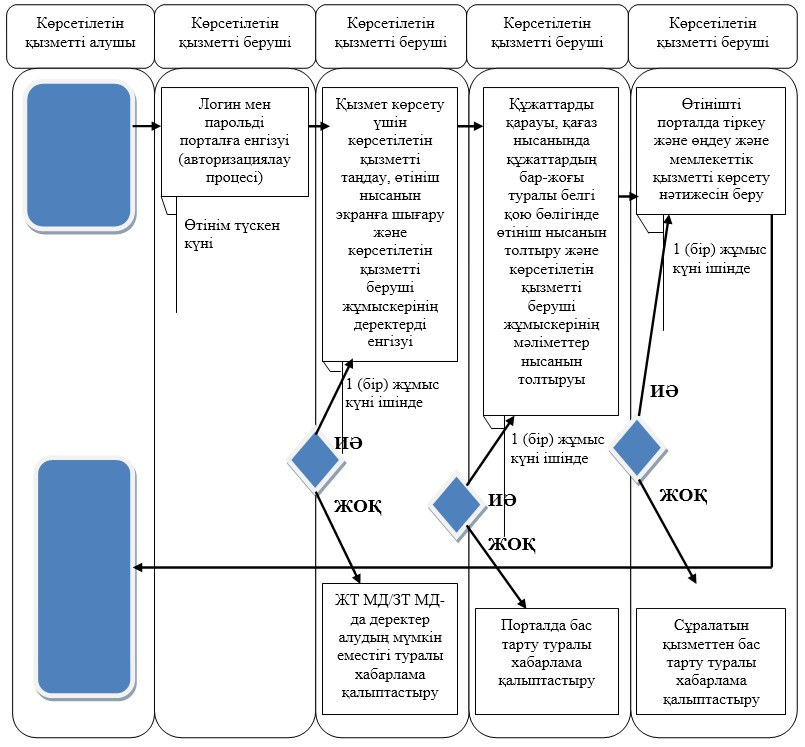 Көрсетілетін
қызметті алушы
Көрсетілетін
қызметті беруші
Көрсетілетін
қызметті беруші
Көрсетілетін
қызметті беруші
Көрсетілетін
қызметті беруші
Логин мен
парольді
порталға енгізуі
(авторизациялау
процесі)
Өтінім түскен
күні
Қызмет көрсету
үшін
көрсетілетін
қызметті
таңдау, өтініш
нысанын
экранға шығару
және
көрсетілетін
қызметті
беруші
жұмыскерінің
деректерді
енгізуі
1 (бір) жұмыс
күні ішінде
ИӘ
ЖОҚ
ЖТ МД/ЗТ МД-
да деректер
алудың мүмкін
еместігі туралы
хабарлама
қалыптастыру
Құжаттарды
қарауы, қағаз
нысанында
құжаттардың
бар-жоғы
туралы белгі
қою бөлігінде
өтініш нысанын
толтыру және
көрсетілетін
қызметті
беруші
жұмыскерінің
мәліметтер
нысанын
толтыруы
1 (бір) жұмыс
күні ішінде
ИӘ
ЖОҚ
Порталда бас
тарту туралы
хабарлама
қалыптастыру
Өтінішті
порталда тіркеу
және өңдеу және
мемлекеттік
қызметті көрсету
нәтижесін беру
1 (бір) жұмыс
күні ішінде
ИӘ
ЖОҚ
Сұралатын
қызметтен бас
тарту туралы
хабарлама
қалыптастыру